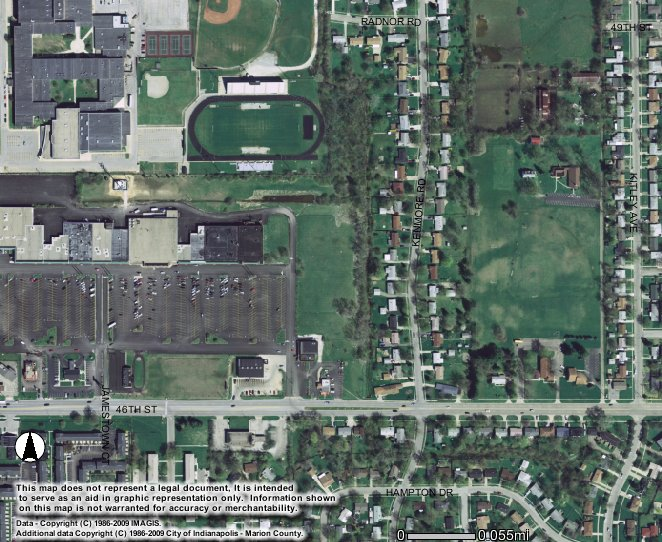 RADNOR RD
49TH ST
KITLEY AVE
KENMORE RD
46TH ST
JAMESTOWN CT
HAMPTON DR
This map does not represent a legal document. It is intended
to serve as an aid in graphic representation only. Information shown
on this map is not warranted for accuracy or merchantability.
Data - Copyright (C) 1986-2009 IMAGIS.
Additional data Copyright (C) 1986-2009 City of Indianapolis - Marion County.
0 0.055mi